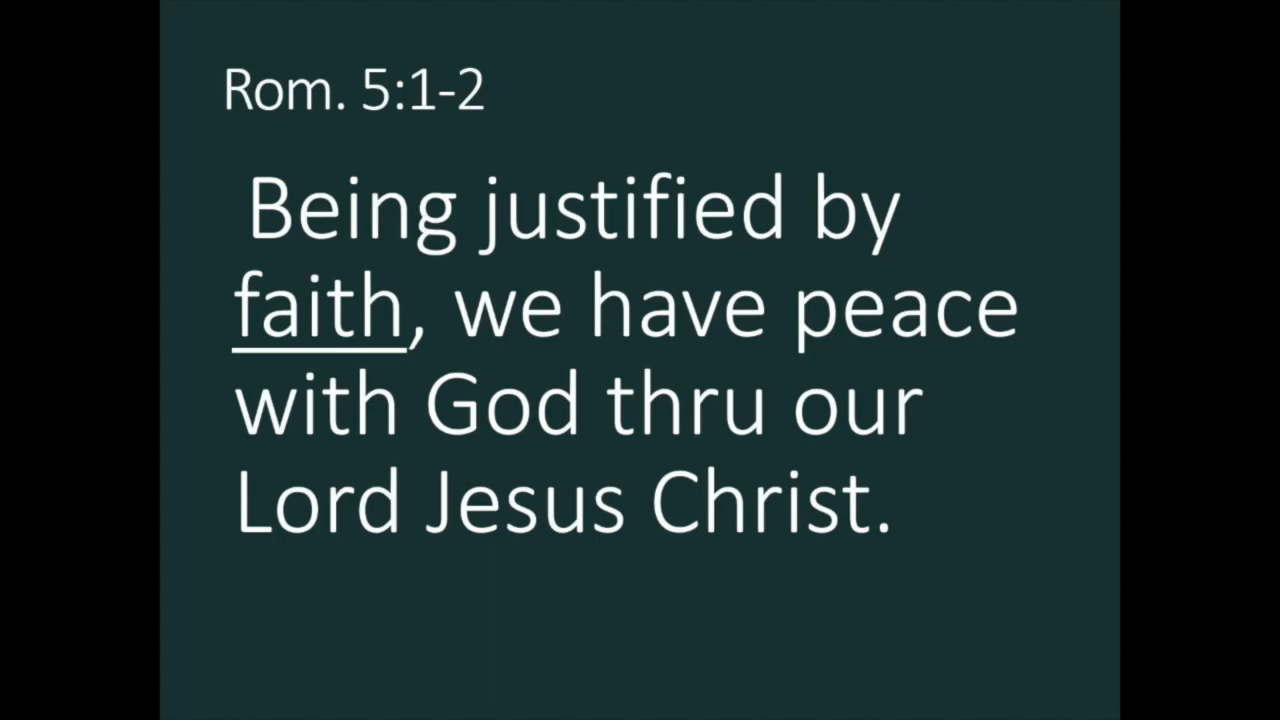 Rom. 5:1-2
Being justified by
faith, we have peace
with God thru our
Lord Jesus Christ.